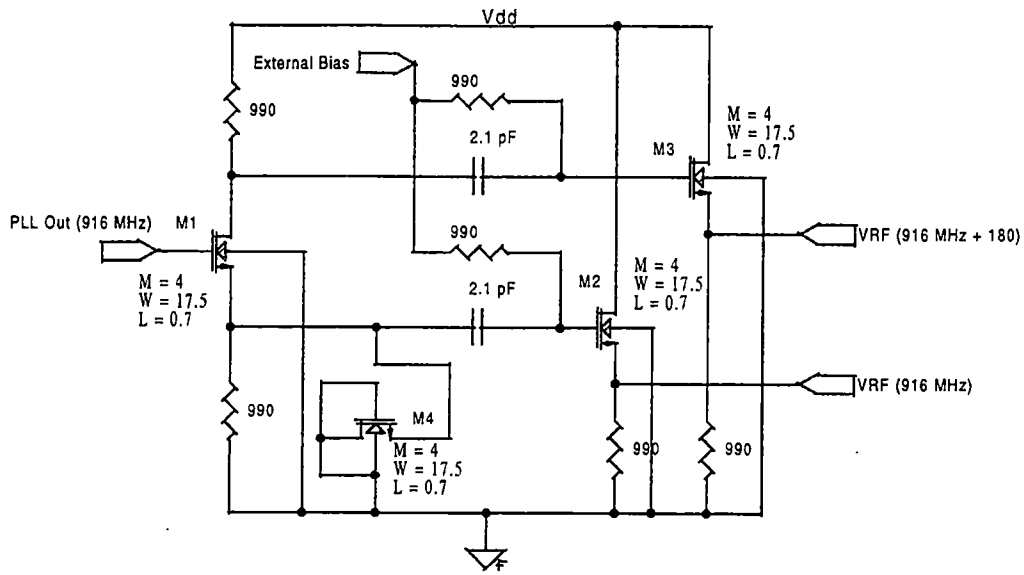 Vdd
External Bias
990
990
2.1 pF
M = 4
W = 17.5
L = 0.7
M3
PLL Out (916 MHz)
M1
990
VRF (916 MHz + 180)
M = 4
W = 17.5
L = 0.7
M2
M = 4
W = 17.5
L = 0.7
2.1 pF
VRF (916 MHz)
990
M4
M = 4
W = 17.5
L = 0.7
990
990